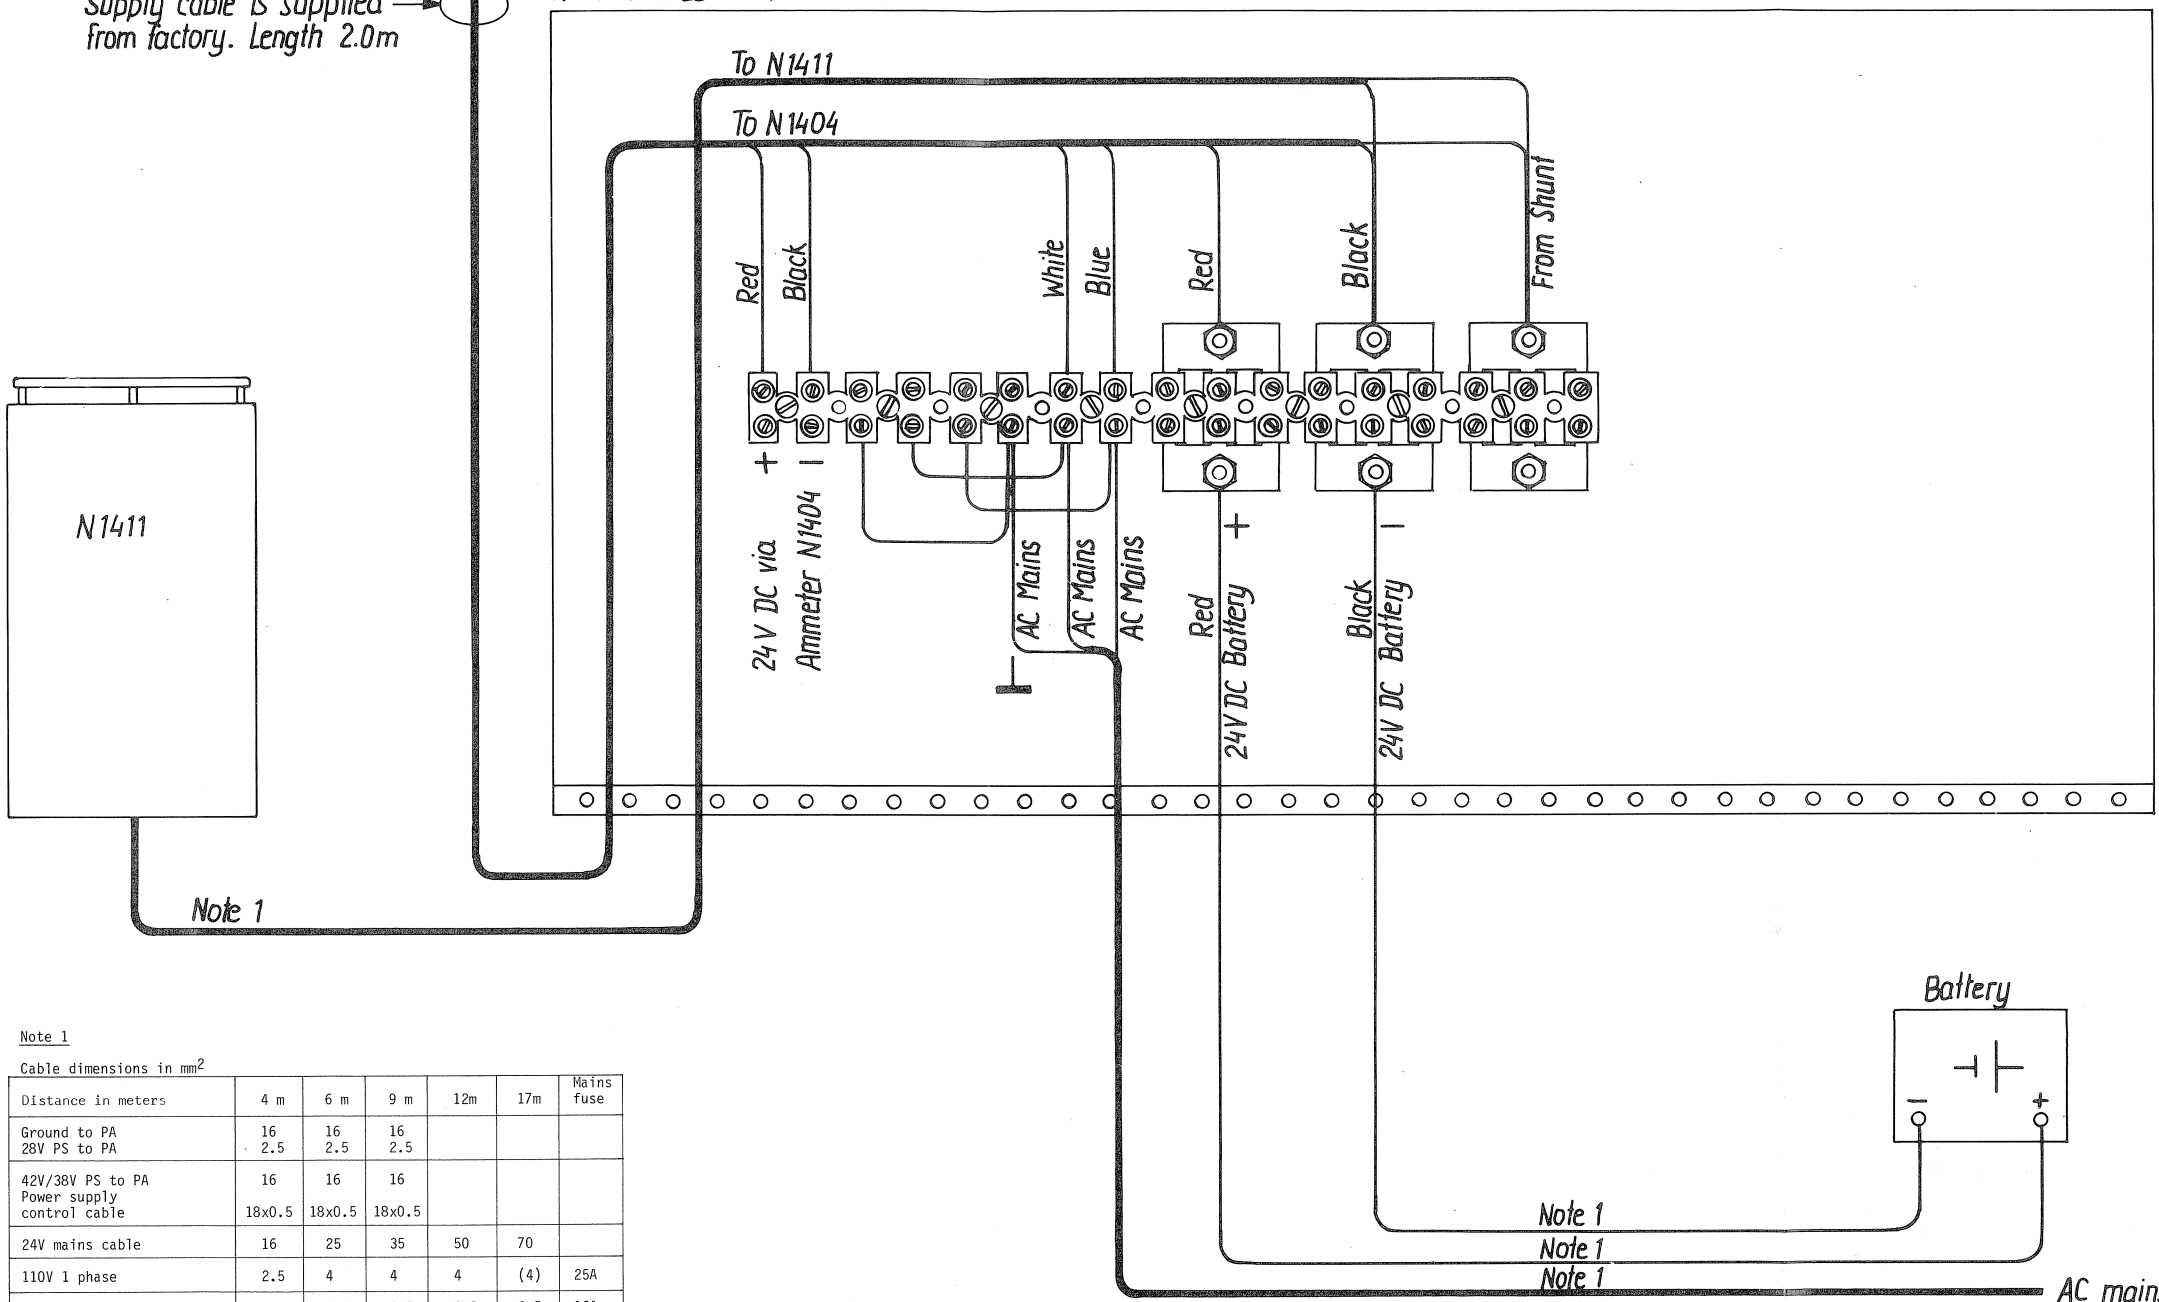 Supply cable is supplied
from factory. Length 2.0m
To N1411
To N1404
Red
Black
White
Blue
Red
Black
From Shunt
N1411
+
−
24V DC via
Ammeter N1404
AC Mains
AC Mains
AC Mains
+
Red
24V DC Battery
−
Black
24V DC Battery
Note 1
Battery
−
+
Note 1
Note 1
Note 1
AC mains
Note 1
Cable dimensions in mm2
Distance in meters 4 m 6 m 9 m 12m 17m Mains fuse
Ground to PA 16 16 16
28V PS to PA 2.5 2.5 2.5
42V/38V PS to PA 16 16 16
Power supply
control cable 18x0.5 18x0.5 18x0.5
24V mains cable 16 25 35 50 70
110V 1 phase 2.5 4 4 4 (4) 25A